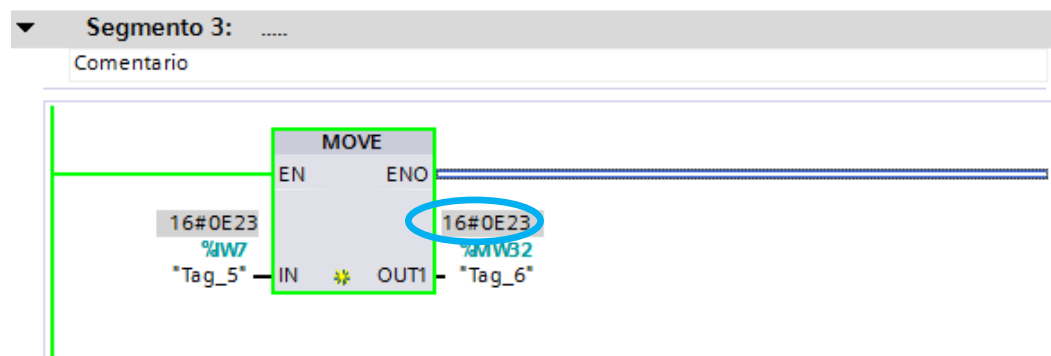 Segmento 3: .....
Comentario
MOVE
EN ENO
16#0E23 16#0E23
%IW7 %MW32
"Tag_5" IN OUT1 "Tag_6"